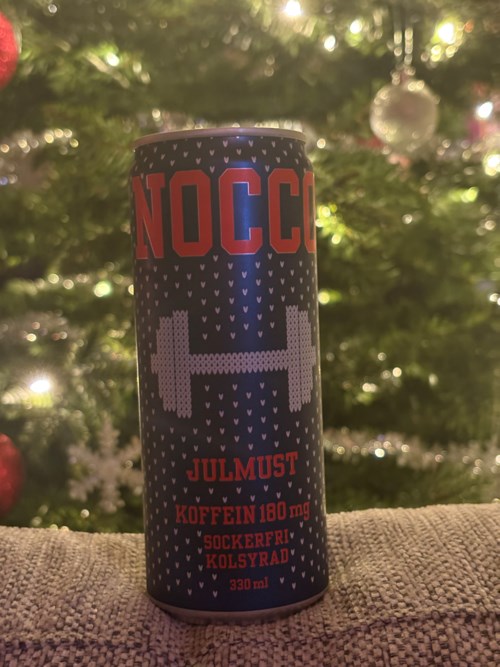 NOCCO
JULMUST
KOFFEIN 180 mg
SOCKERFRI
KOLSYRAD
330 ml